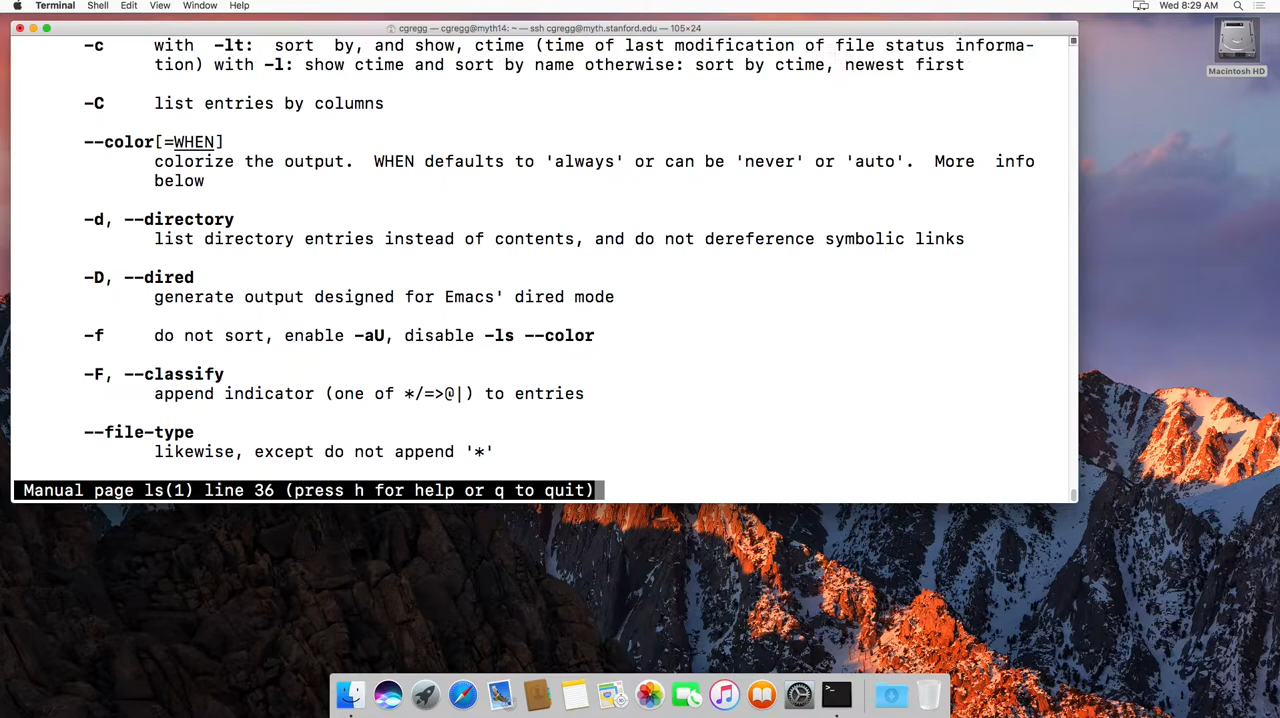 Terminal Shell Edit View Window Help
Wed 8:29 AM
cgregg — cgregg@myth14: ~ — ssh cgregg@myth.stanford.edu — 105×24
-c with -lt: sort by, and show, ctime (time of last modification of file status informa-
tion) with -l: show ctime and sort by name otherwise: sort by ctime, newest first
-C list entries by columns
--color[=WHEN]
colorize the output. WHEN defaults to 'always' or can be 'never' or 'auto'. More info
below
-d, --directory
list directory entries instead of contents, and do not dereference symbolic links
-D, --dired
generate output designed for Emacs' dired mode
-f do not sort, enable -aU, disable -ls --color
-F, --classify
append indicator (one of */=>@|) to entries
--file-type
likewise, except do not append '*'
Manual page ls(1) line 36 (press h for help or q to quit)
Macintosh HD